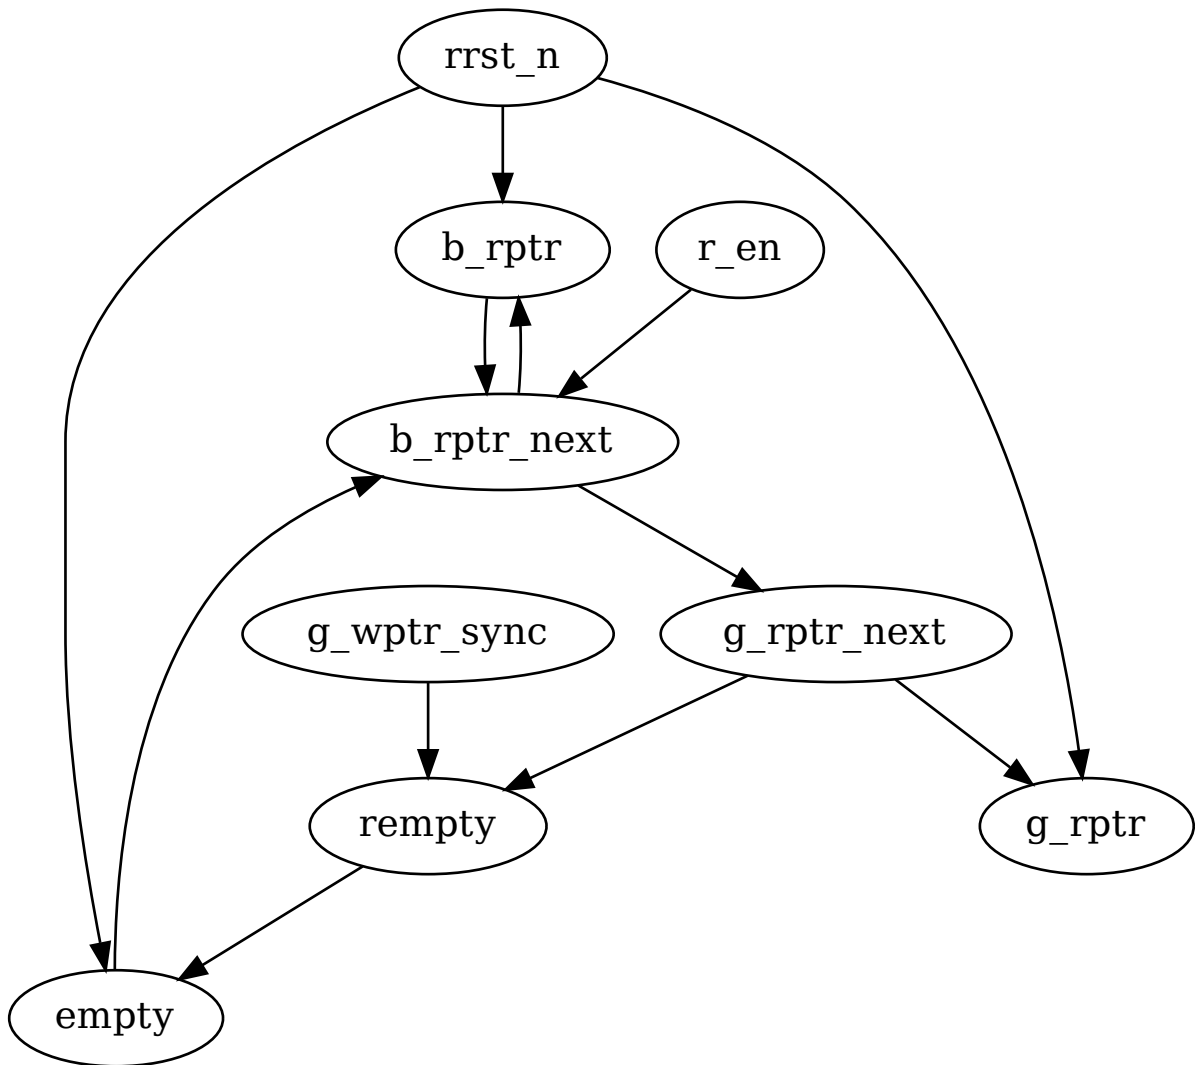 rrst_n
b_rptr
r_en
b_rptr_next
g_wptr_sync
g_rptr_next
rempty
g_rptr
empty